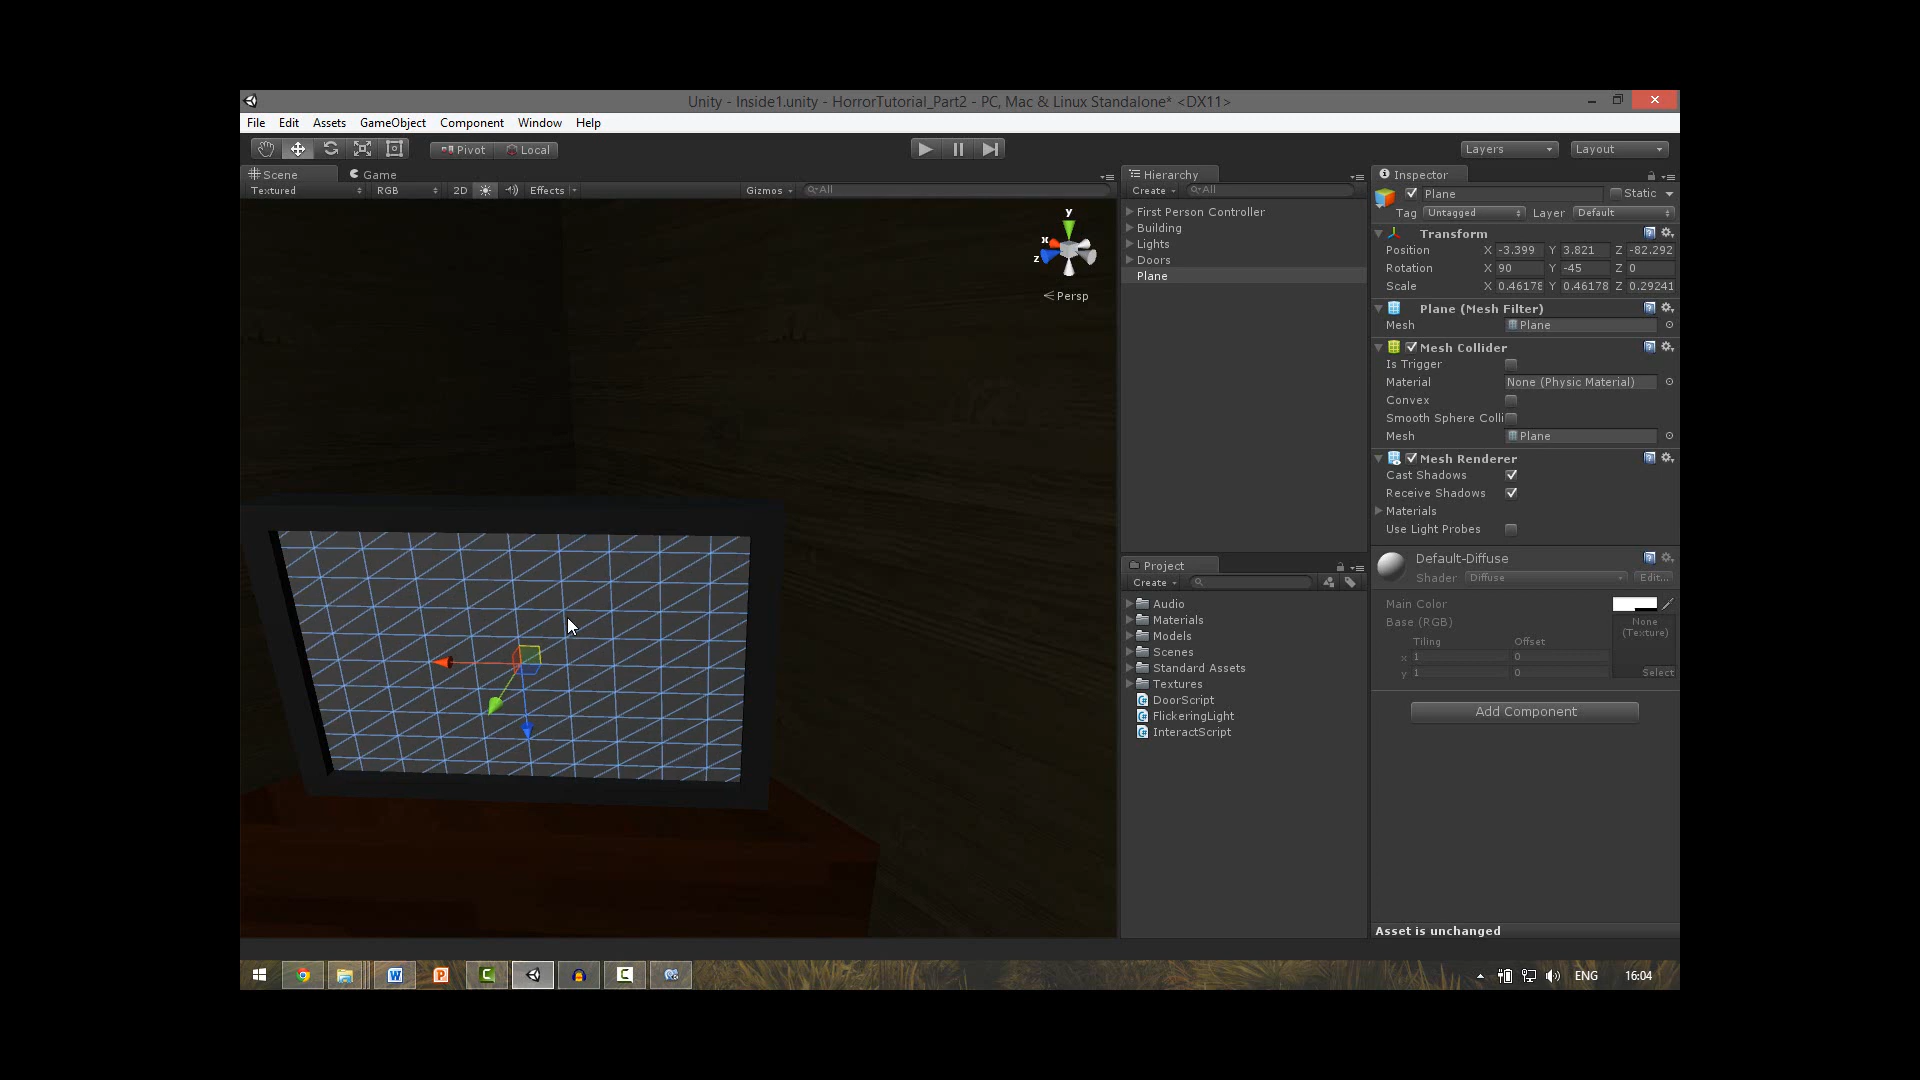 Unity - Inside1.unity - HorrorTutorial_Part2 - PC, Mac & Linux Standalone* <DX11>
File Edit Assets GameObject Component Window Help
Pivot Local Layers Layout
Scene Game
Textured RGB 2D Effects Gizmos All
y
x
z
Persp
Hierarchy
Create All
First Person Controller
Building
Lights
Doors
Plane
Project
Create
Audio
Materials
Models
Scenes
Standard Assets
Textures
DoorScript
FlickeringLight
InteractScript
Inspector
Plane Static
Tag Untagged Layer Default
Transform
Position X -3.399 Y 3.821 Z -82.292
Rotation X 90 Y -45 Z 0
Scale X 0.46178 Y 0.46178 Z 0.29241
Plane (Mesh Filter)
Mesh Plane
Mesh Collider
Is Trigger
Material None (Physic Material)
Convex
Smooth Sphere Colli
Mesh Plane
Mesh Renderer
Cast Shadows
Receive Shadows
Materials
Use Light Probes
Default-Diffuse
Shader Diffuse Edit...
Main Color
Base (RGB)
None
(Texture)
Tiling Offset
x 1 0
y 1 0
Select
Add Component
Asset is unchanged
ENG 16:04